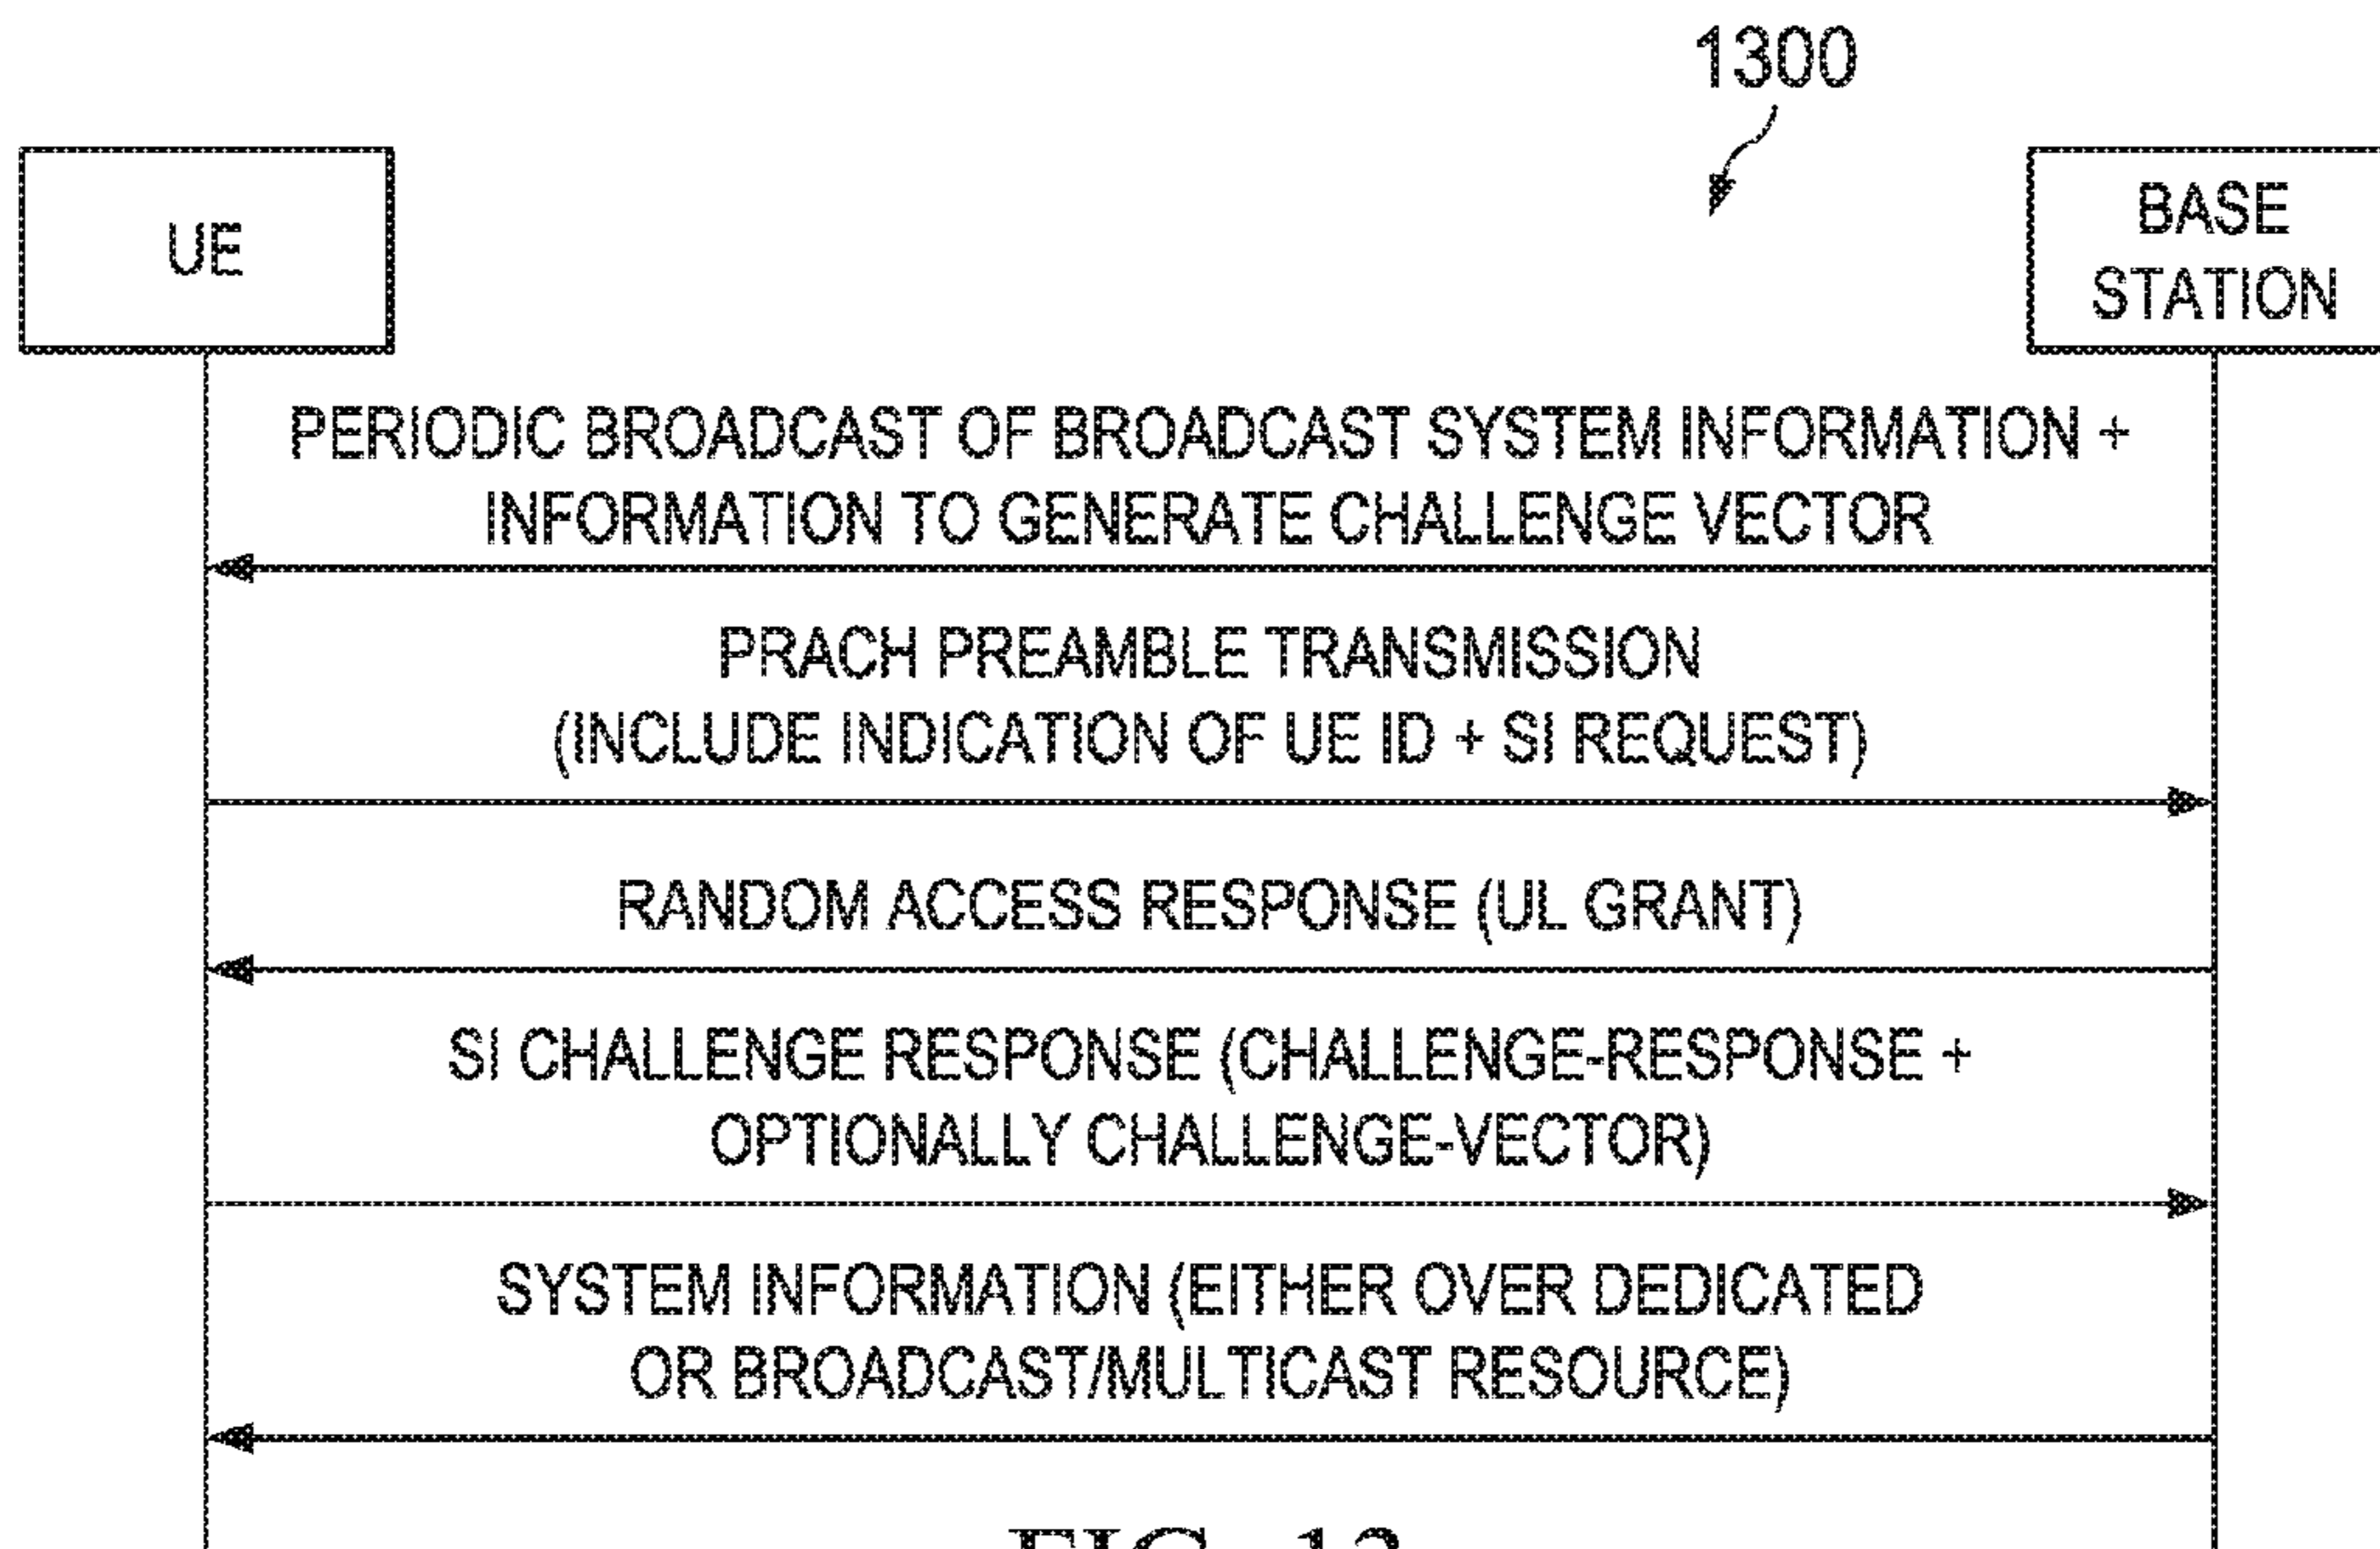 1300
UE
BASE
STATION
PERIODIC BROADCAST OF BROADCAST SYSTEM INFORMATION +
INFORMATION TO GENERATE CHALLENGE VECTOR
PRACH PREAMBLE TRANSMISSION
(INCLUDE INDICATION OF UE ID + SI REQUEST)
RANDOM ACCESS RESPONSE (UL GRANT)
SI CHALLENGE RESPONSE (CHALLENGE-RESPONSE +
OPTIONALLY CHALLENGE-VECTOR)
SYSTEM INFORMATION (EITHER OVER DEDICATED
OR BROADCAST/MULTICAST RESOURCE)
FIG. 13